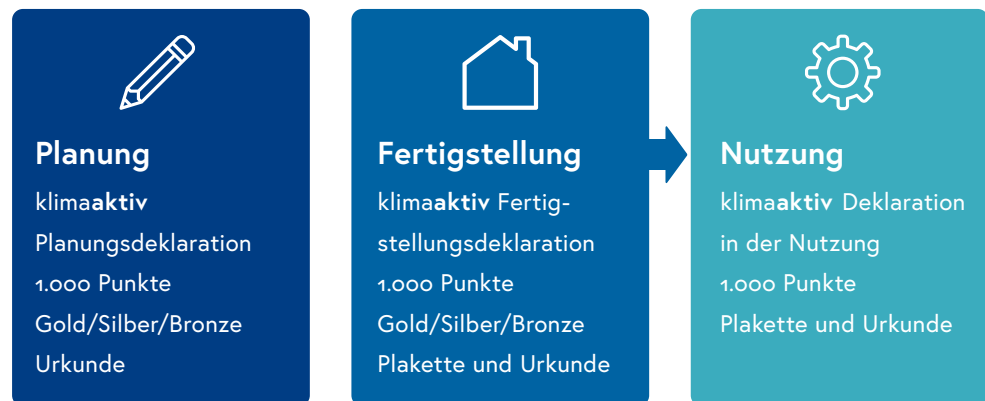 Planung
klimaaktiv
Planungsdeklaration
1.000 Punkte
Gold/Silber/Bronze
Urkunde
Fertigstellung
klimaaktiv Fertig-
stellungsdeklaration
1.000 Punkte
Gold/Silber/Bronze
Plakette und Urkunde
Nutzung
klimaaktiv Deklaration
in der Nutzung
1.000 Punkte
Plakette und Urkunde